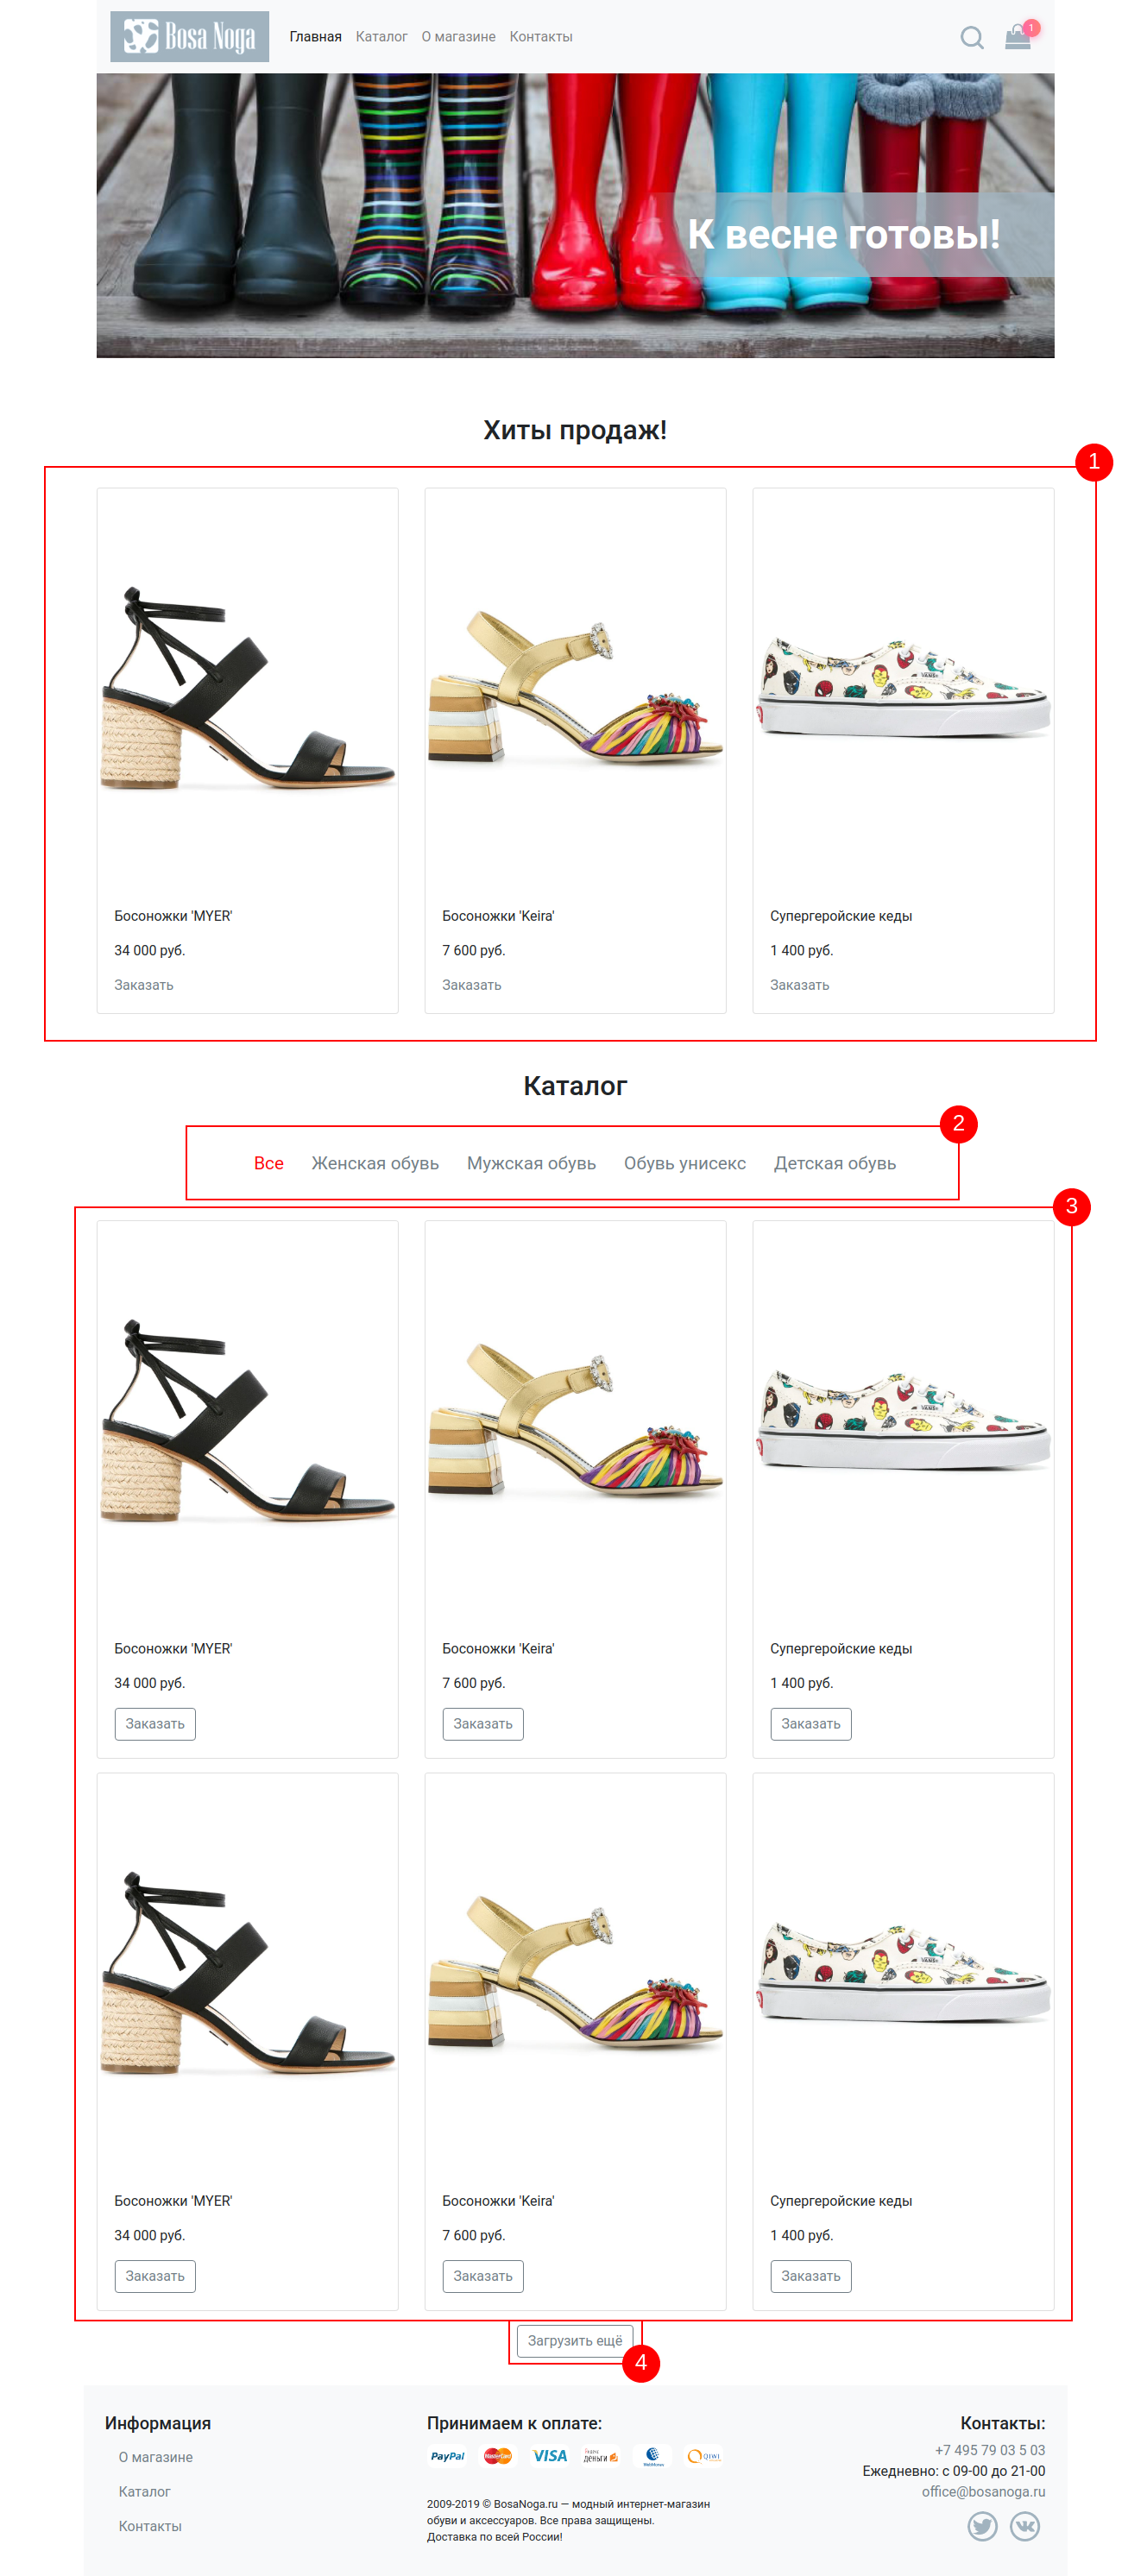 Bosa Noga
Главная Каталог О магазине Контакты
1
К весне готовы!
Хиты продаж!
1
VANS
Босоножки 'MYER' Босоножки 'Keira' Супергеройские кеды
34 000 руб. 7 600 руб. 1 400 руб.
Заказать Заказать Заказать
Каталог
2
Все Женская обувь Мужская обувь Обувь унисекс Детская обувь
3
VANS
Босоножки 'MYER' Босоножки 'Keira' Супергеройские кеды
34 000 руб. 7 600 руб. 1 400 руб.
Заказать Заказать Заказать
VANS
Босоножки 'MYER' Босоножки 'Keira' Супергеройские кеды
34 000 руб. 7 600 руб. 1 400 руб.
Заказать Заказать Заказать
Загрузить ещё
4
Информация Принимаем к оплате: Контакты:
О магазине
Каталог
Контакты
PayPal MasterCard VISA Яндекс деньги WebMoney QIWI
2009-2019 © BosaNoga.ru — модный интернет-магазин
обуви и аксессуаров. Все права защищены.
Доставка по всей России!
+7 495 79 03 5 03
Ежедневно: с 09-00 до 21-00
office@bosanoga.ru